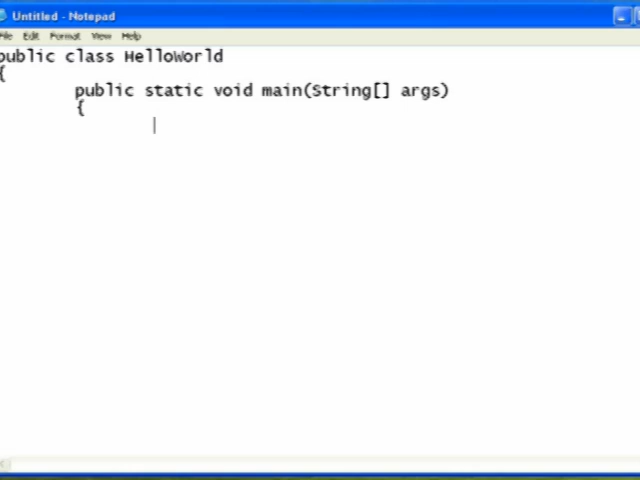 Untitled - Notepad
File Edit Format View Help
public class HelloWorld
{
public static void main(String[] args)
{